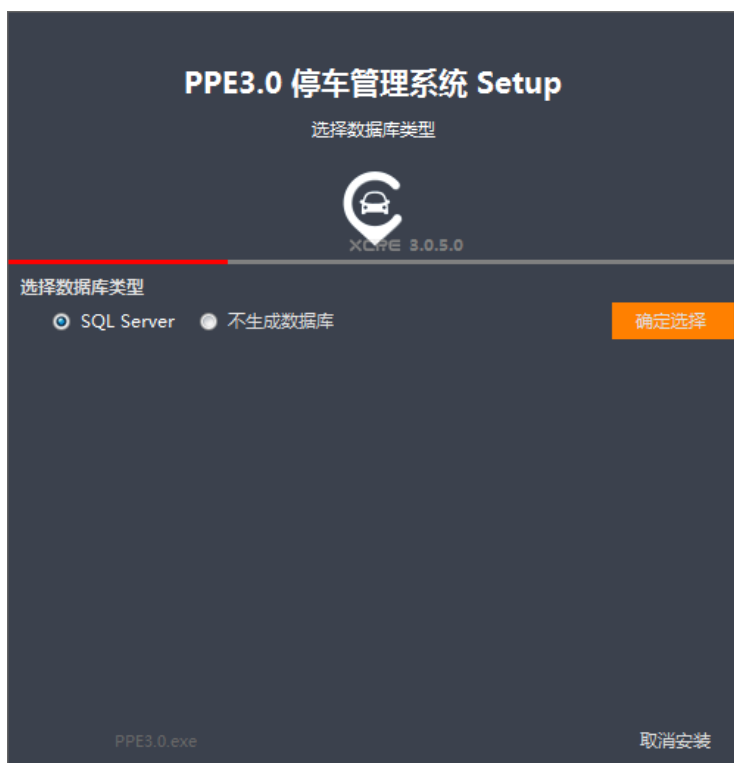 PPE3.0 停车管理系统 Setup
选择数据库类型
XCRE 3.0.5.0
选择数据库类型
SQL Server 不生成数据库 确定选择
PPE3.0.exe 取消安装